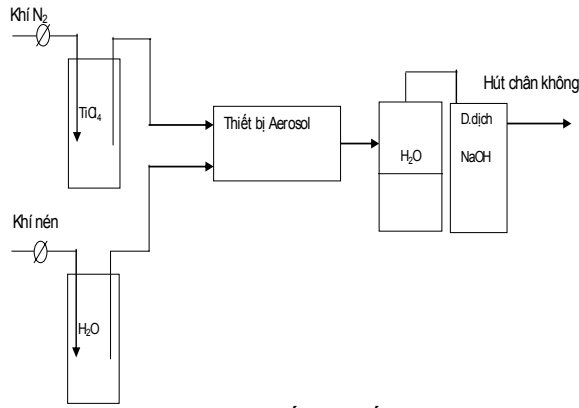 Khí N₂
TiCl₄
Thiết bị Aerosol
Hút chân không
D.dịch
NaOH
H₂O
Khí nén
H₂O